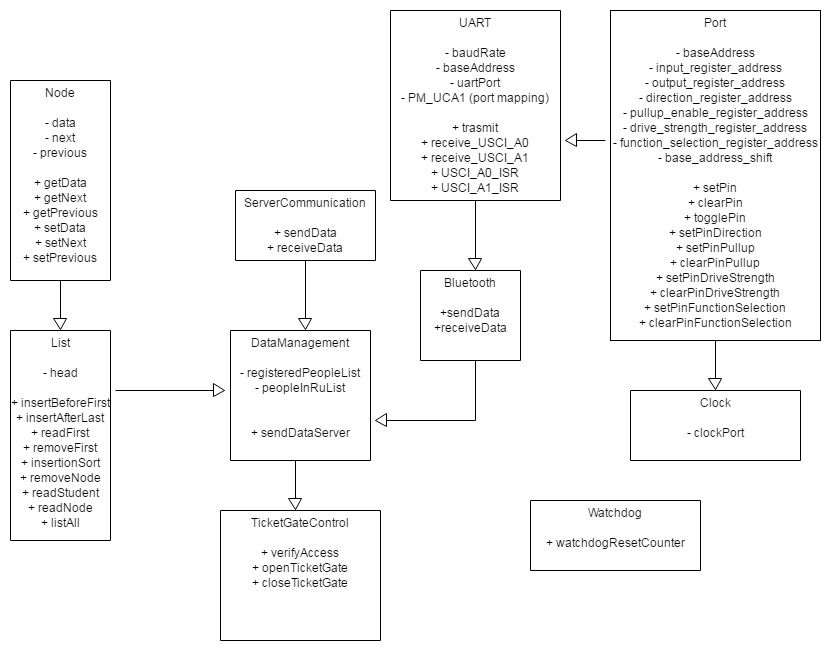 Node
- data
- next
- previous
+ getData
+ getNext
+ getPrevious
+ setData
+ setNext
+ setPrevious
List
- head
+ insertBeforeFirst
+ insertAfterLast
+ readFirst
+ removeFirst
+ insertionSort
+ removeNode
+ readStudent
+ readNode
+ listAll
ServerCommunication
+ sendData
+ receiveData
DataManagement
- registeredPeopleList
- peopleInRuList
+ sendDataServer
TicketGateControl
+ verifyAccess
+ openTicketGate
+ closeTicketGate
UART
- baudRate
- baseAddress
- uartPort
- PM_UCA1 (port mapping)
+ trasmit
+ receive_USCI_A0
+ receive_USCI_A1
+ USCI_A0_ISR
+ USCI_A1_ISR
Bluetooth
+sendData
+receiveData
Port
- baseAddress
- input_register_address
- output_register_address
- direction_register_address
- pullup_enable_register_address
- drive_strength_register_address
- function_selection_register_address
- base_address_shift
+ setPin
+ clearPin
+ togglePin
+ setPinDirection
+ setPinPullup
+ clearPinPullup
+ setPinDriveStrength
+ clearPinDriveStrength
+ setPinFunctionSelection
+ clearPinFunctionSelection
Clock
- clockPort
Watchdog
+ watchdogResetCounter